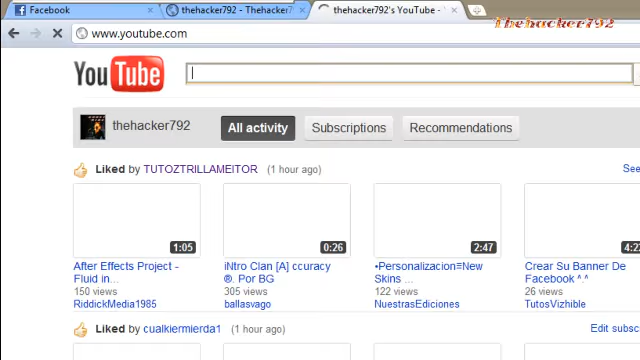 Facebook
thehacker792 - Thehacker
thehacker792's YouTube -
Thehacker792
www.youtube.com
YouTube
thehacker792
All activity
Subscriptions
Recommendations
Liked by TUTOZTRILLAMEITOR (1 hour ago)
See
1:05
0:26
2:47
4:22
After Effects Project -
Fluid in...
150 views
RiddickMedia1985
iNtro Clan [A] ccuracy
®. Por BG
305 views
ballasvago
•Personalizacion≡New
Skins ...
122 views
NuestrasEdiciones
Crear Su Banner De
Facebook ^.^
26 views
TutosVizhible
Liked by cualkiermierda1 (1 hour ago)
Edit subsc